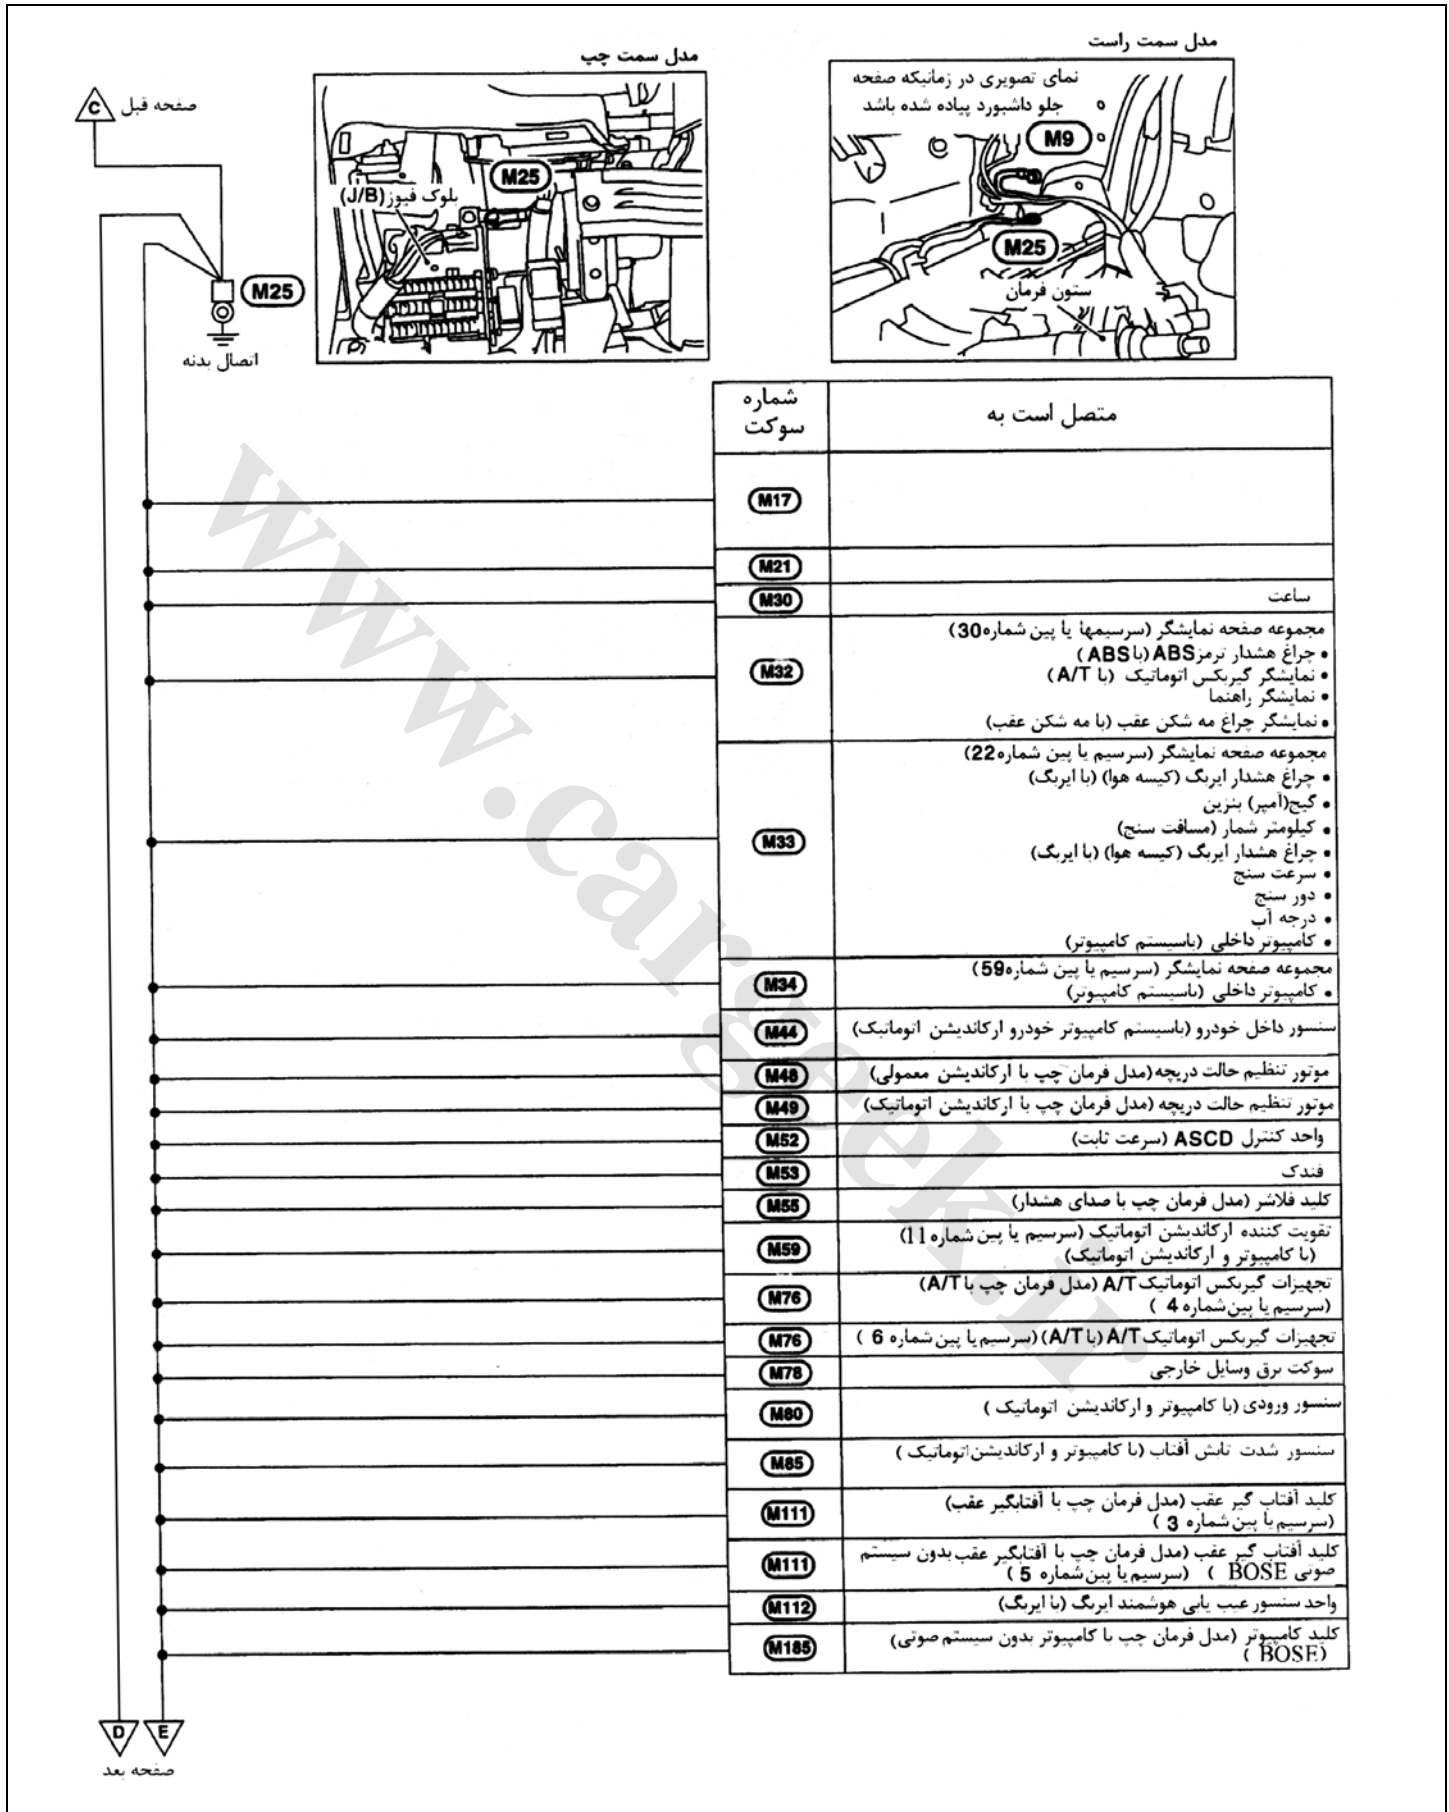 مدل سمت راست
مدل سمت چپ
نمای تصویری در زمانیکه صفحه
جلو داشبورد پیاده شده باشد
M9
M25
ستون فرمان
M25
بلوک فیوز(J/B)
C
صفحه قبل
M25
اتصال بدنه
شماره سوکت
متصل است به
M17
M21
M30
ساعت
M32
مجموعه صفحه نمایشگر (سرسیمها یا پین شماره30)
• چراغ هشدار ترمزABS (باABS)
• نمایشگر گیربکس اتوماتیک (با A/T)
• نمایشگر راهنما
• نمایشگر چراغ مه شکن عقب (با مه شکن عقب)
M33
مجموعه صفحه نمایشگر (سرسیم یا پین شماره22)
• چراغ هشدار ایربگ (کیسه هوا) (با ایربگ)
• گیج(آمپر) بنزین
• کیلومتر شمار (مسافت سنج)
• چراغ هشدار ایربگ (کیسه هوا) (با ایربگ)
• سرعت سنج
• دور سنج
• درجه آب
• کامپیوتر داخلی (باسیستم کامپیوتر)
M34
مجموعه صفحه نمایشگر (سرسیم یا پین شماره59)
• کامپیوتر داخلی (باسیستم کامپیوتر)
M44
سنسور داخل خودرو (باسیستم کامپیوتر خودرو ارکاندیشن اتوماتیک)
M48
موتور تنظیم حالت دریچه (مدل فرمان چپ با ارکاندیشن معمولی)
M49
موتور تنظیم حالت دریچه (مدل فرمان چپ با ارکاندیشن اتوماتیک)
M52
واحد کنترل ASCD (سرعت ثابت)
M53
فندک
M55
کلید فلاشر (مدل فرمان چپ با صدای هشدار)
M59
تقویت کننده ارکاندیشن اتوماتیک (سرسیم یا پین شماره 11)
(با کامپیوتر و ارکاندیشن اتوماتیک)
M76
تجهیزات گیربکس اتوماتیک A/T (مدل فرمان چپ با A/T)
(سرسیم یا پین شماره 4 )
M76
تجهیزات گیربکس اتوماتیک A/T (با A/T) (سرسیم یا پین شماره 6 )
M78
سوکت برق وسایل خارجی
M80
سنسور ورودی (با کامپیوتر و ارکاندیشن اتوماتیک )
M85
سنسور شدت تابش آفتاب (با کامپیوتر و ارکاندیشن اتوماتیک )
M111
کلید آفتاب گیر عقب (مدل فرمان چپ با آفتابگیر عقب)
(سرسیم یا پین شماره 3 )
M111
کلید آفتاب گیر عقب (مدل فرمان چپ با آفتابگیر عقب بدون سیستم
صوتی BOSE ) (سرسیم یا پین شماره 5 )
M112
واحد سنسور عیب یابی هوشمند ایربگ (با ایربگ)
M185
کلید کامپیوتر (مدل فرمان چپ با کامپیوتر بدون سیستم صوتی)
(BOSE )
D
E
صفحه بعد
www.cargeek.ir